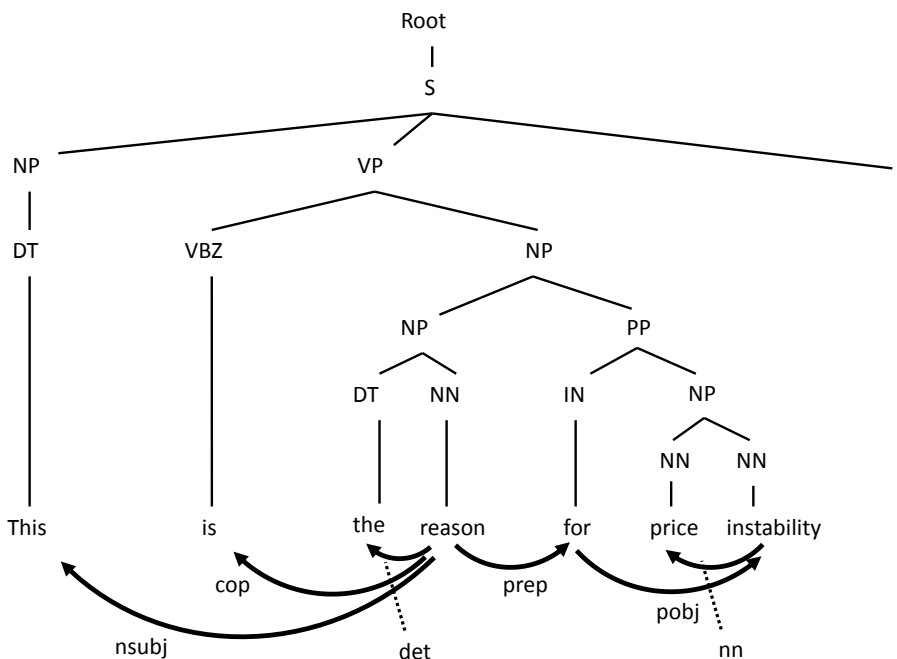 Root
S
NP VP
DT VBZ NP
NP PP
DT NN IN NP
NN NN
This is the reason for price instability
cop prep pobj
nsubj det nn